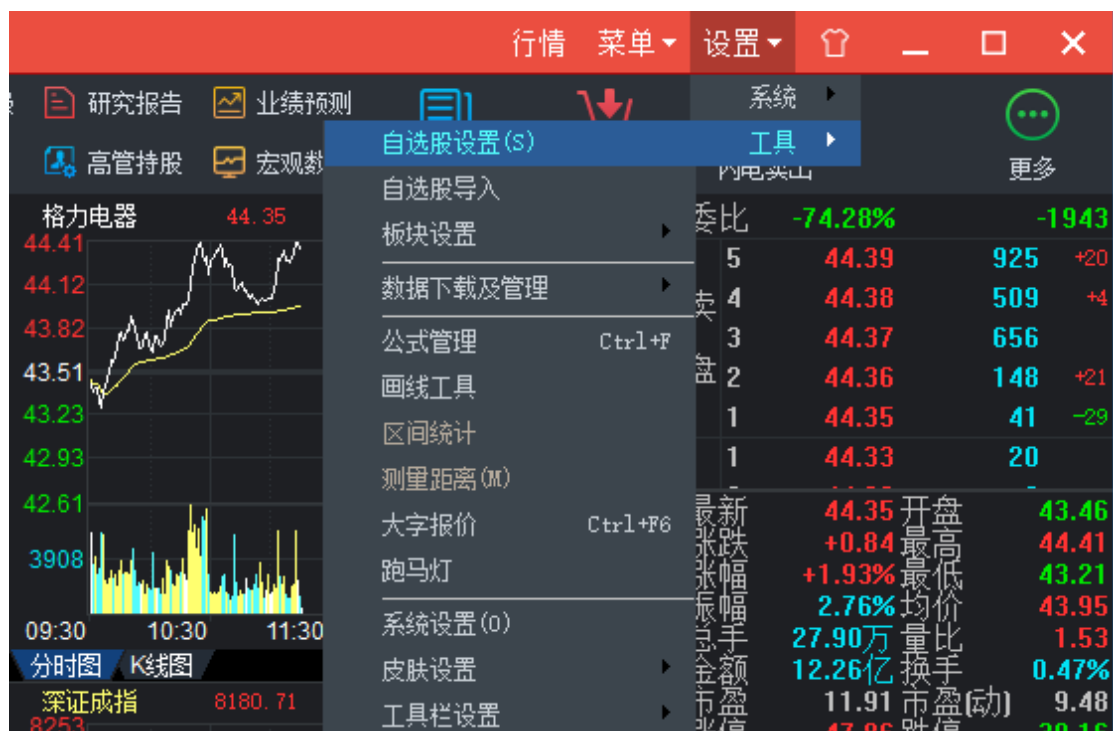 行情 菜单 设置
研究报告 业绩预测 系统
自选股设置(S) 工具
高管持股 宏观数 更多
自选股导入
板块设置
数据下载及管理
公式管理 Ctrl+F
画线工具
区间统计
测量距离(M)
大字报价 Ctrl+F6
跑马灯
系统设置(O)
皮肤设置
工具栏设置
格力电器 44.35
44.41
44.12
43.82
43.51
43.23
42.93
42.61
3908
09:30 10:30 11:30
分时图 K线图
深证成指 8180.71
8253
委比 -74.28% -1943
卖盘
5 44.39 925 +20
4 44.38 509 +4
3 44.37 656
2 44.36 148 +21
1 44.35 41 -29
1 44.33 20
最新 44.35 开盘 43.46
涨跌 +0.84 最高 44.41
涨幅 +1.93% 最低 43.21
振幅 2.76% 均价 43.95
总手 27.90万 量比 1.53
金额 12.26亿 换手 0.47%
市盈 11.91 市盈(动) 9.48
涨停 47.86 跌停 39.16